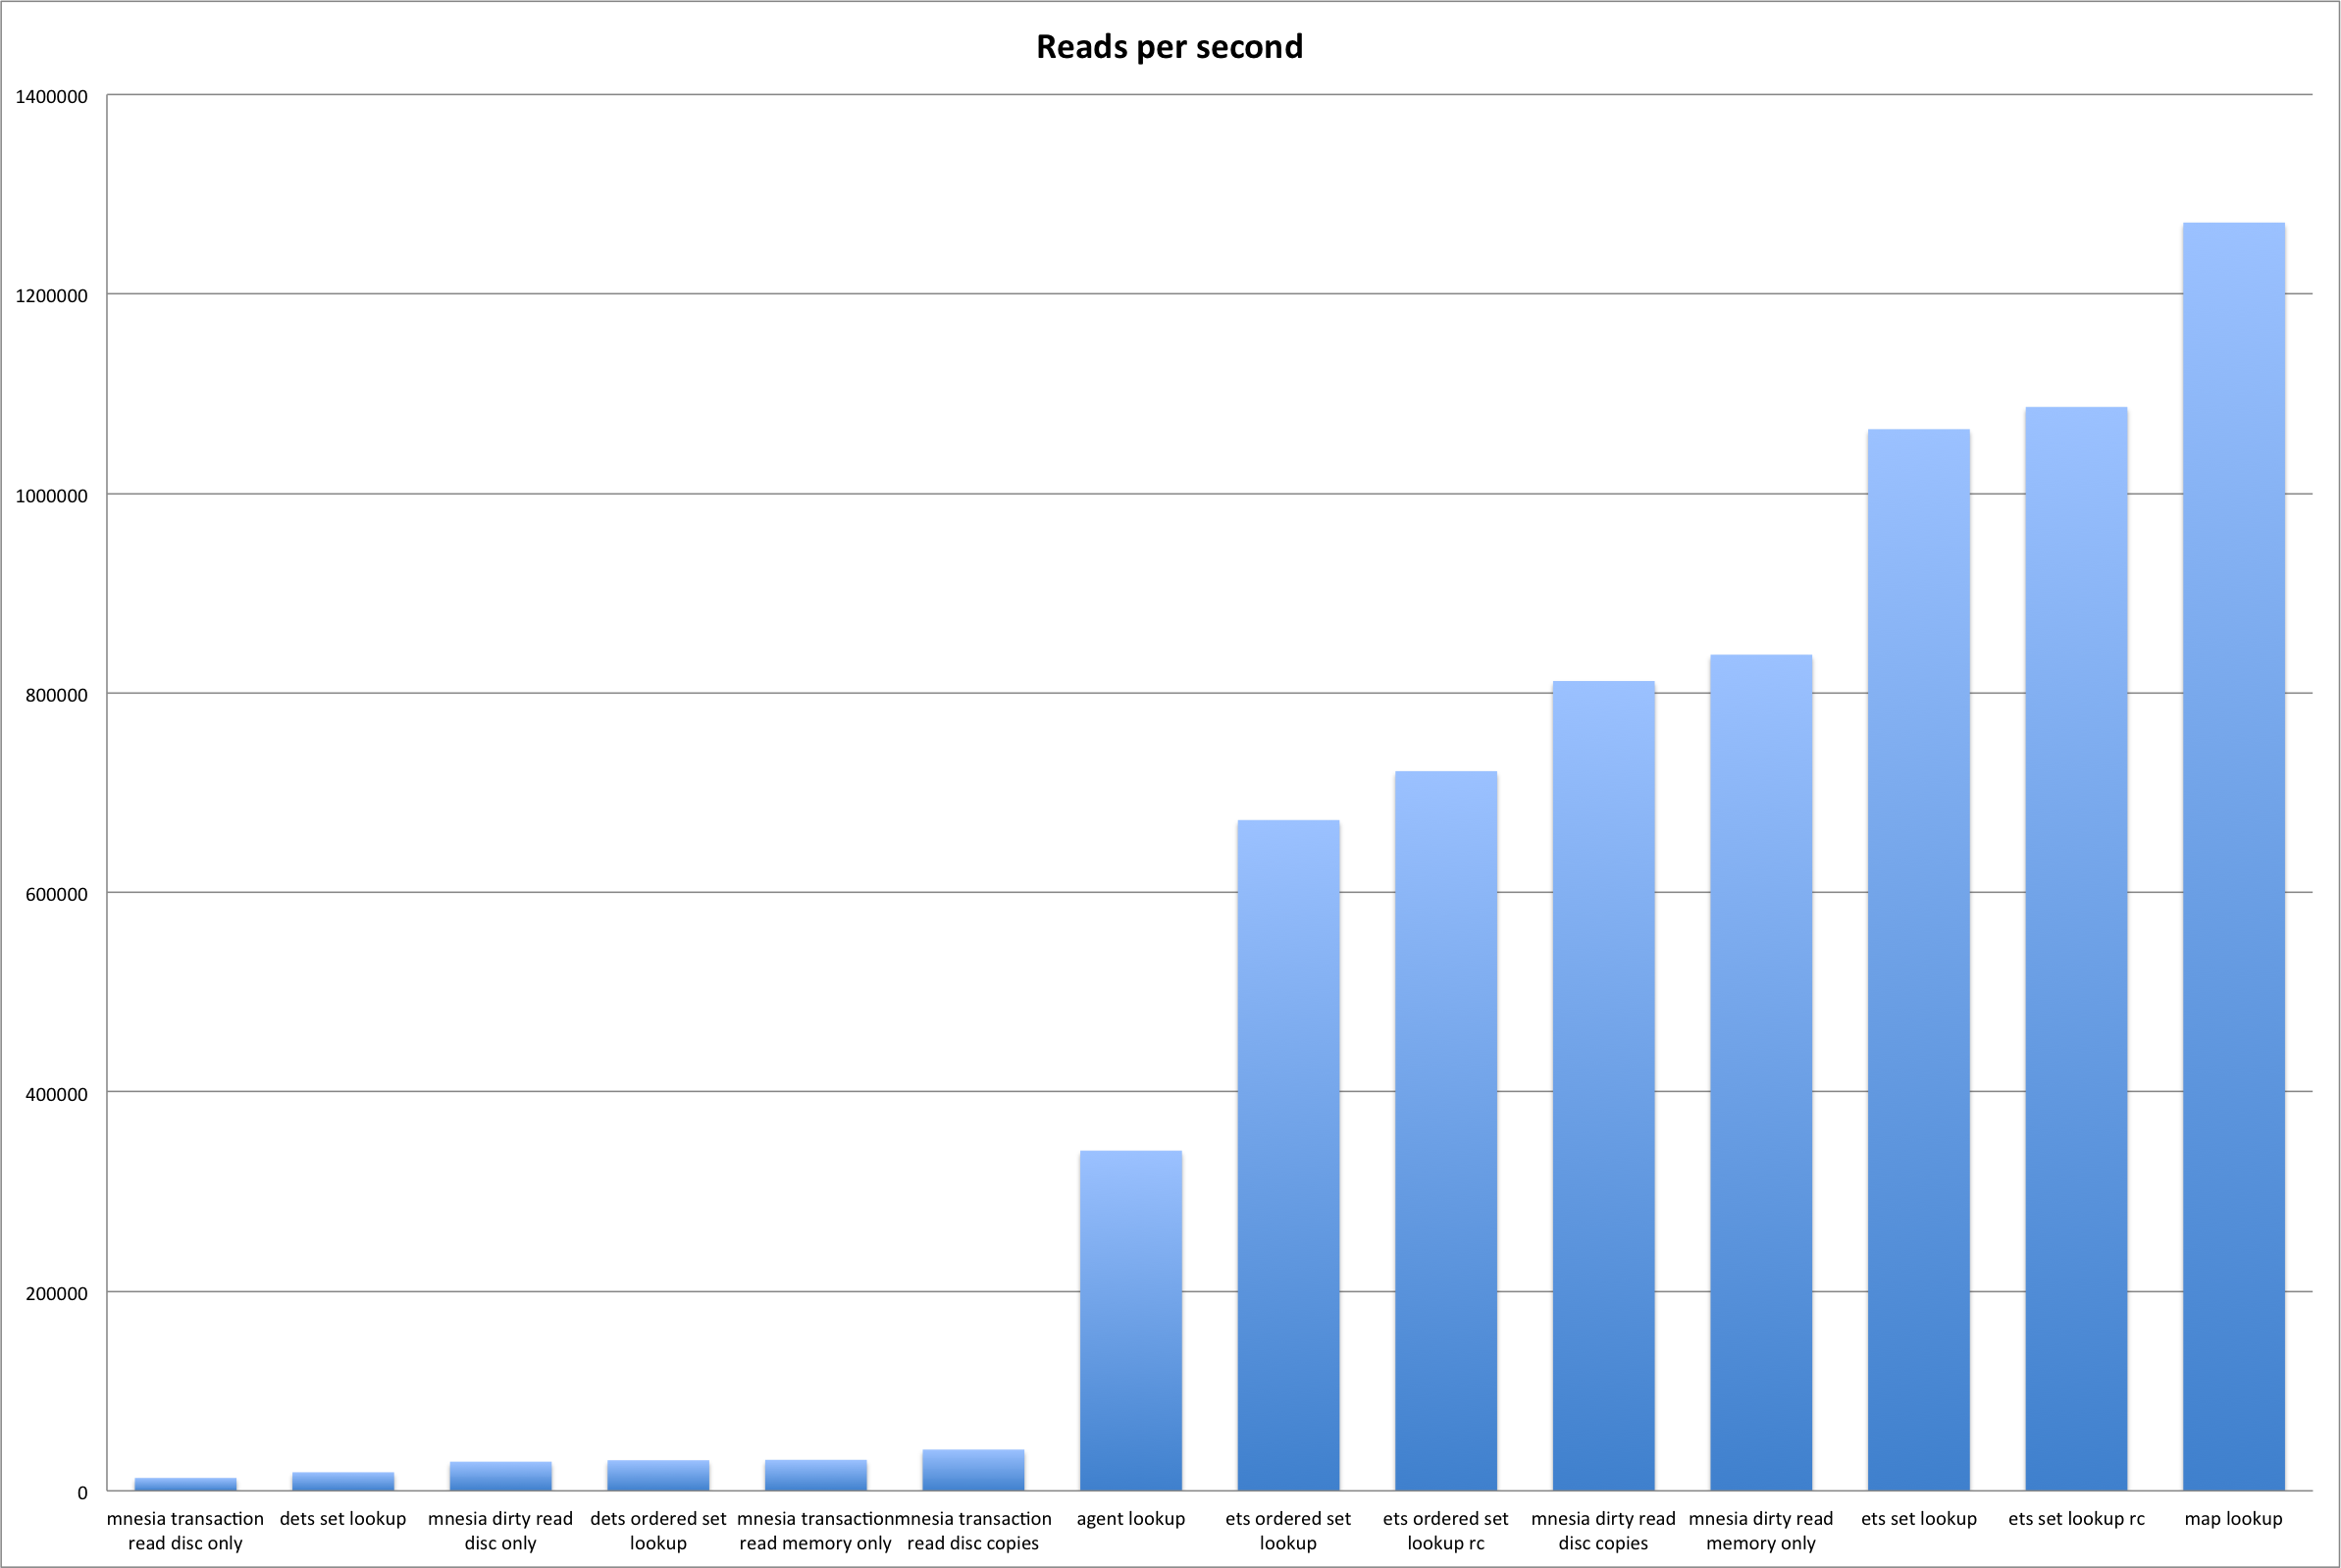 Reads per second
1400000
1200000
1000000
800000
600000
400000
200000
0
mnesia transaction
read disc only
dets set lookup
mnesia dirty read
disc only
dets ordered set
lookup
mnesia transaction
read memory only
mnesia transaction
read disc copies
agent lookup
ets ordered set
lookup
ets ordered set
lookup rc
mnesia dirty read
disc copies
mnesia dirty read
memory only
ets set lookup
ets set lookup rc
map lookup